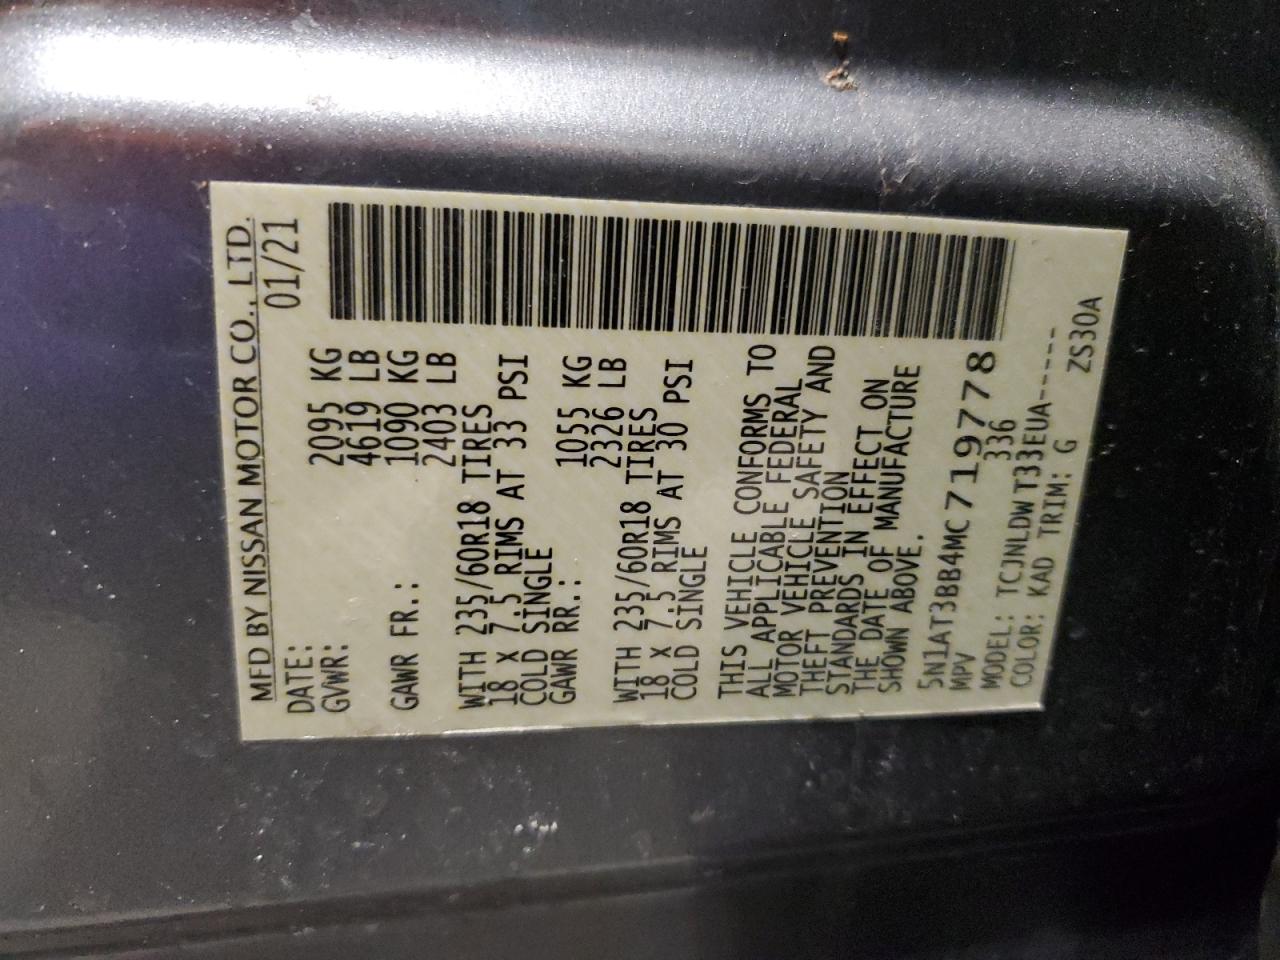 MFD BY NISSAN MOTOR CO., LTD.
DATE: 01/21
GVWR: 2095 KG
4619 LB
GAWR FR.: 1090 KG
2403 LB
WITH 235/60R18 TIRES
18 x 7.5 RIMS AT 33 PSI
COLD SINGLE
GAWR RR.: 1055 KG
2326 LB
WITH 235/60R18 TIRES
18 x 7.5 RIMS AT 30 PSI
COLD SINGLE
THIS VEHICLE CONFORMS TO
ALL APPLICABLE FEDERAL
MOTOR VEHICLE SAFETY AND
THEFT PREVENTION
STANDARDS IN EFFECT ON
THE DATE OF MANUFACTURE
SHOWN ABOVE.
5N1AT3BB4MC719778
MPV 336
MODEL: TCJNLDWT33EUA-----
COLOR: KAD TRIM: G
ZS30A